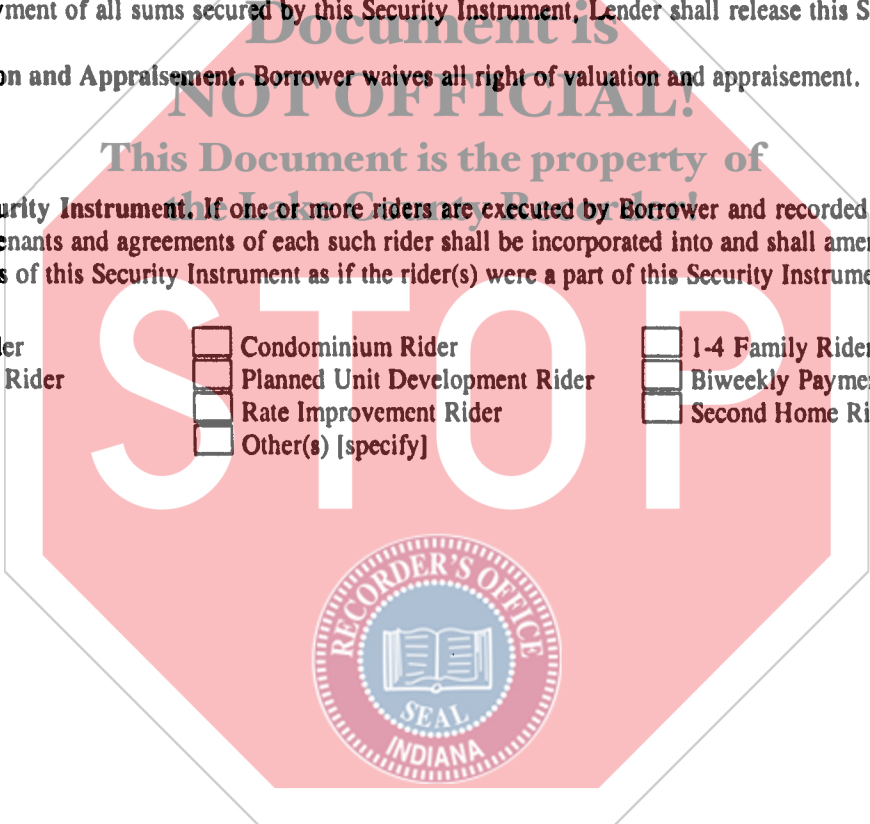 yment of all sums secured by this Security Instrument, Lender shall release this S
Document is
on and Appraisement. Borrower waives all right of valuation and appraisement.
NOT OFFICIAL!
This Document is the property of
the Lake County Recorder!
urity Instrument. If one or more riders are executed by Borrower and recorded
enants and agreements of each such rider shall be incorporated into and shall amen
s of this Security Instrument as if the rider(s) were a part of this Security Instrume
STOP
er Condominium Rider 1-4 Family Rider
Rider Planned Unit Development Rider Biweekly Payme
Rate Improvement Rider Second Home Ri
Other(s) [specify]
RECORDER'S OFFICE
SEAL
INDIANA